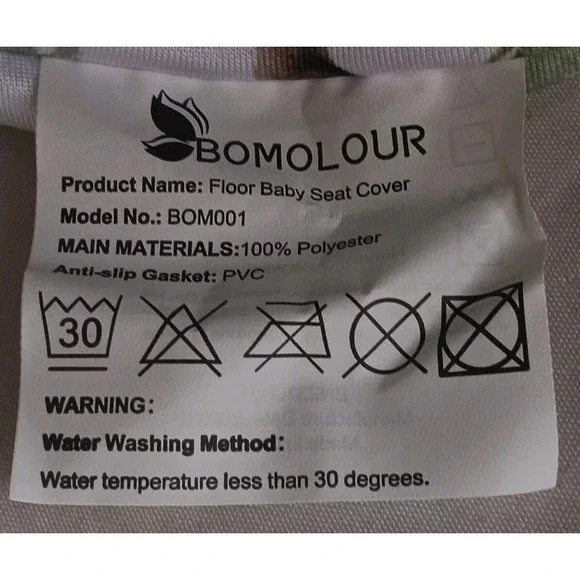 BOMOLOUR
Product Name: Floor Baby Seat Cover
Model No.: BOM001
MAIN MATERIALS:100% Polyester
Anti-slip Gasket: PVC
30
WARNING:
Water Washing Method:
Water temperature less than 30 degrees.